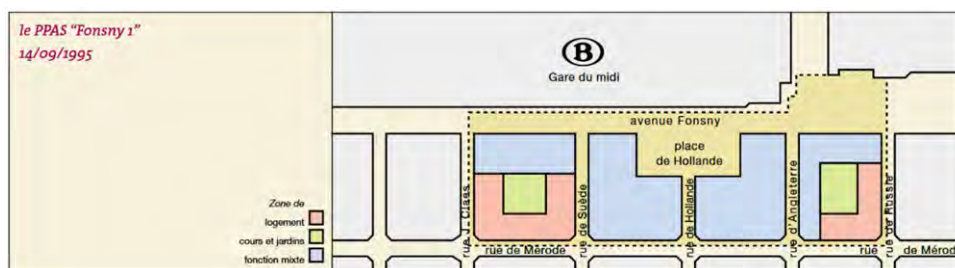 le PPAS “Fonsny 1”
14/09/1995
B
Gare du midi
avenue Fonsny
place
de Hollande
rue J. Claes
rue de Suède
rue de Hollande
rue d'Angleterre
rue de Russie
Zone de
logement
cours et jardins
fonction mixte
rue de Mérode
rue de Mérode